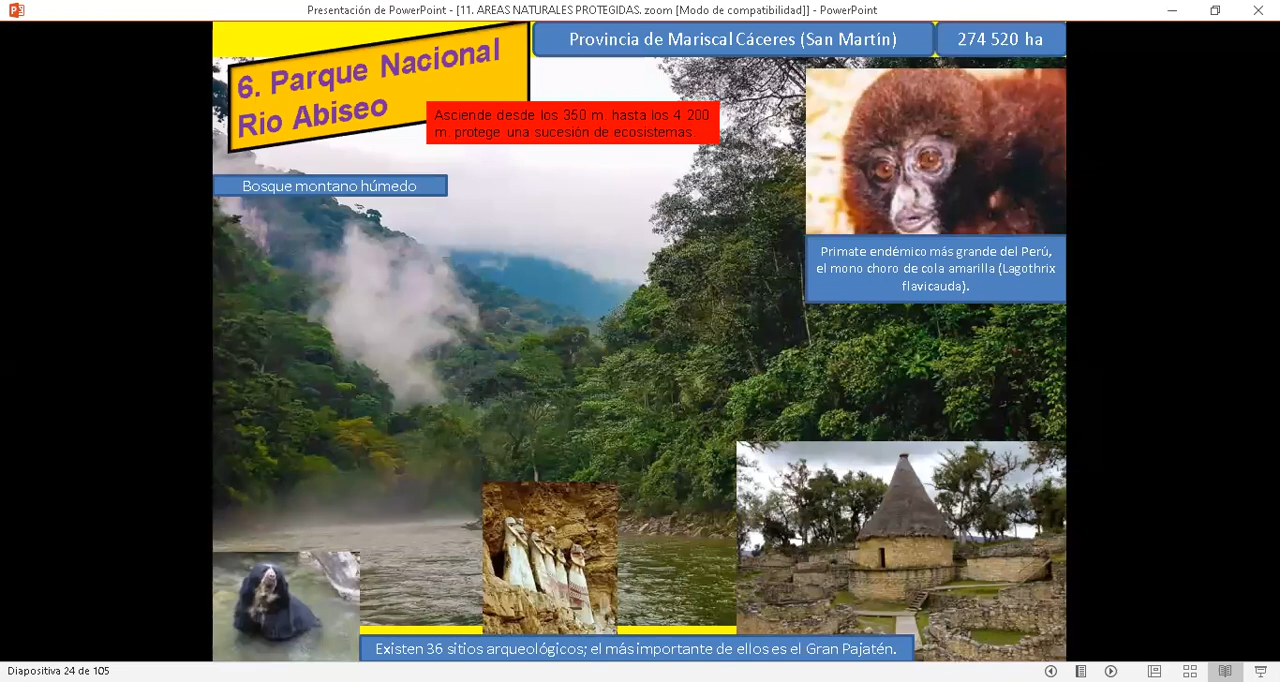 Presentación de PowerPoint - [11. AREAS NATURALES PROTEGIDAS. zoom [Modo de compatibilidad]] - PowerPoint
6. Parque Nacional
Rio Abiseo
Provincia de Mariscal Cáceres (San Martín)
274 520 ha
Asciende desde los 350 m. hasta los 4 200
m. protege una sucesión de ecosistemas.
Bosque montano húmedo
Primate endémico más grande del Perú,
el mono choro de cola amarilla (Lagothrix
flavicauda).
Existen 36 sitios arqueológicos; el más importante de ellos es el Gran Pajatén.
Diapositiva 24 de 105